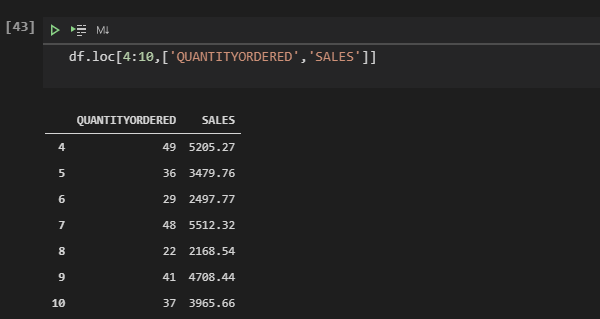 [43] M↓
df.loc[4:10,['QUANTITYORDERED','SALES']]
QUANTITYORDERED SALES
4 49 5205.27
5 36 3479.76
6 29 2497.77
7 48 5512.32
8 22 2168.54
9 41 4708.44
10 37 3965.66